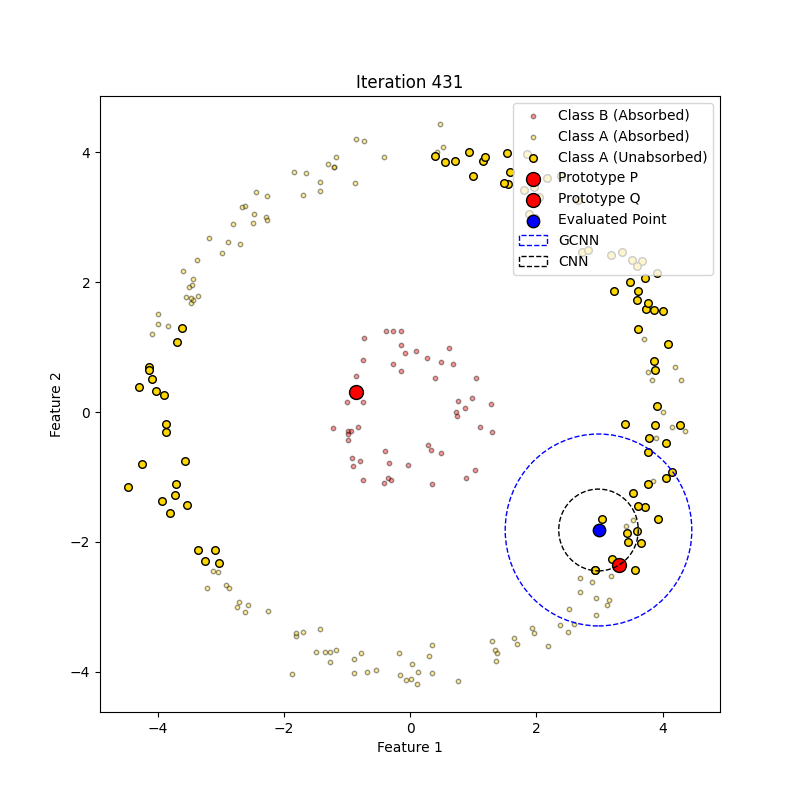 Iteration 431
Class B (Absorbed)
Class A (Absorbed)
Class A (Unabsorbed)
Prototype P
Prototype Q
Evaluated Point
GCNN
CNN
Feature 2
4
2
0
−2
−4
−4
−2
0
2
4
Feature 1